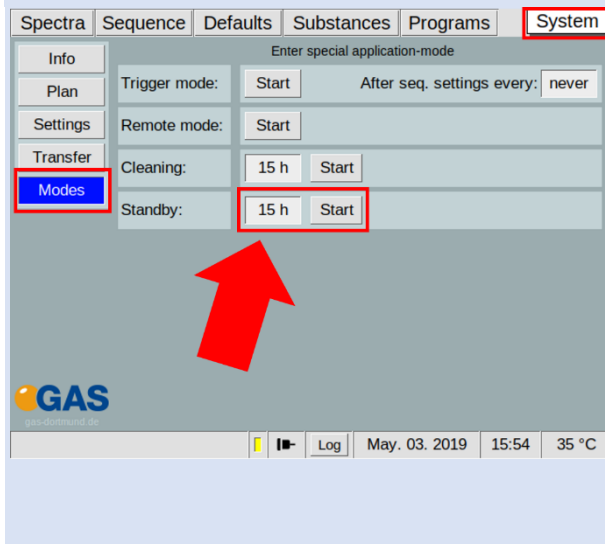 Spectra Sequence Defaults Substances Programs System
Info
Plan
Settings
Transfer
Modes
Enter special application-mode
Trigger mode: Start After seq. settings every: never
Remote mode: Start
Cleaning: 15 h Start
Standby: 15 h Start
GAS
gas-dortmund.de
Log May. 03. 2019 15:54 35 °C